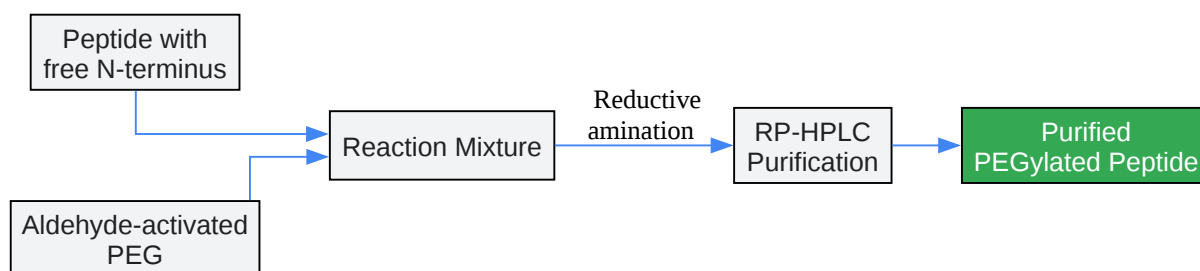 Peptide with
free N-terminus
Aldehyde-activated
PEG
Reaction Mixture
Reductive
amination
RP-HPLC
Purification
Purified
PEGylated Peptide